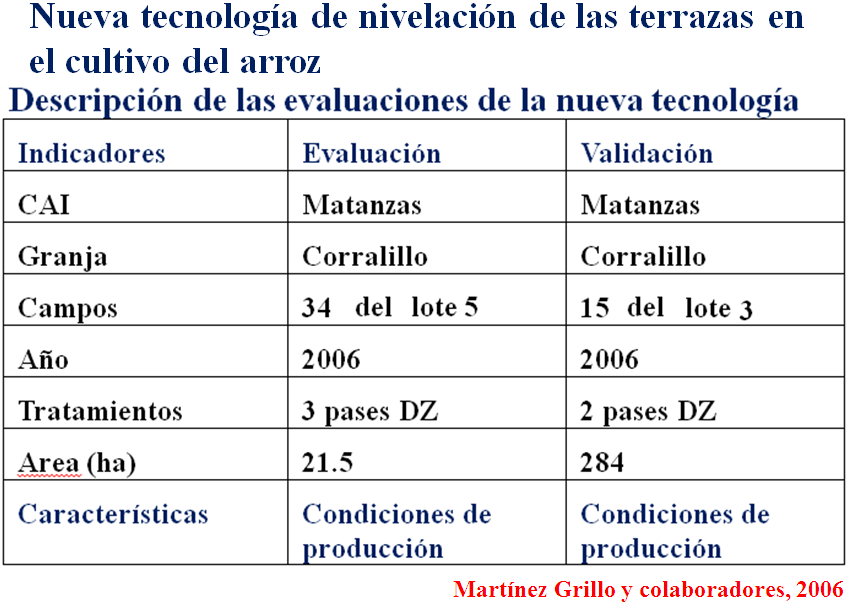 Nueva tecnología de nivelación de las terrazas en
el cultivo del arroz
Descripción de las evaluaciones de la nueva tecnología
Indicadores Evaluación Validación
CAI Matanzas Matanzas
Granja Corralillo Corralillo
Campos 34 del lote 5 15 del lote 3
Año 2006 2006
Tratamientos 3 pases DZ 2 pases DZ
Area (ha) 21.5 284
Características Condiciones de Condiciones de
producción producción
Martínez Grillo y colaboradores, 2006